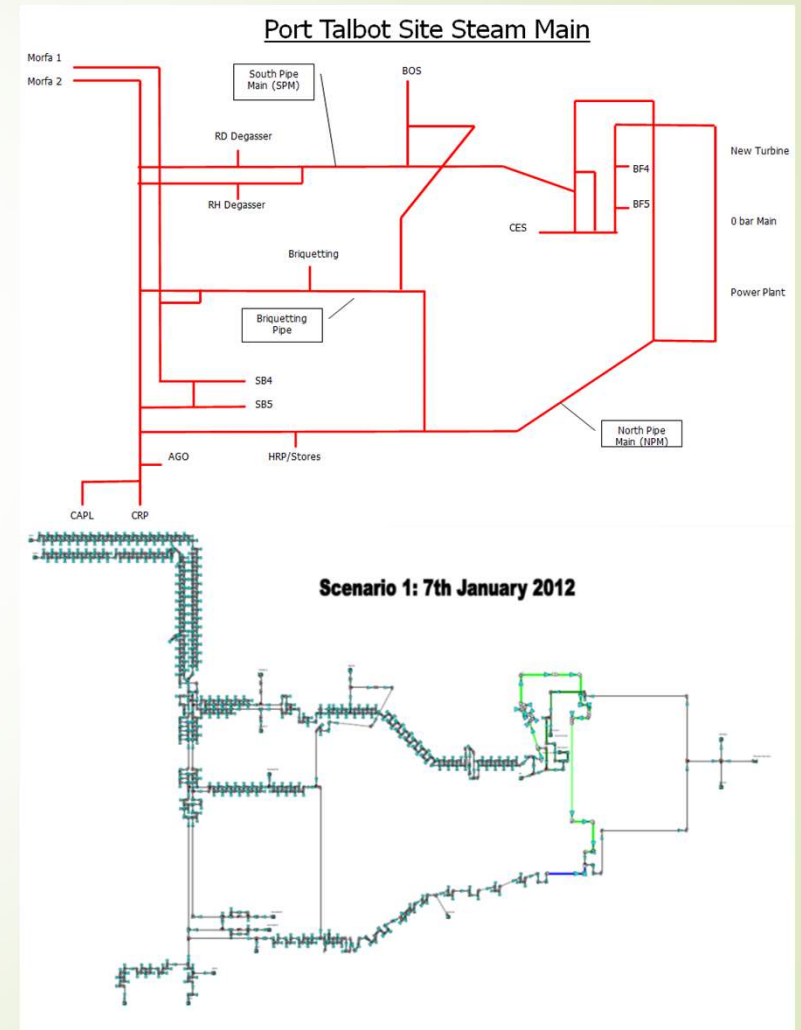 Port Talbot Site Steam Main
Morfa 1
Morfa 2
South Pipe
Main (SPM)
BOS
RD Degasser
RH Degasser
New Turbine
BF4
BF5
0 bar Main
CES
Briquetting
Power Plant
Briquetting
Pipe
SB4
SB5
North Pipe
Main (NPM)
AGO
HRP/Stores
CAPL
CRP
Scenario 1: 7th January 2012